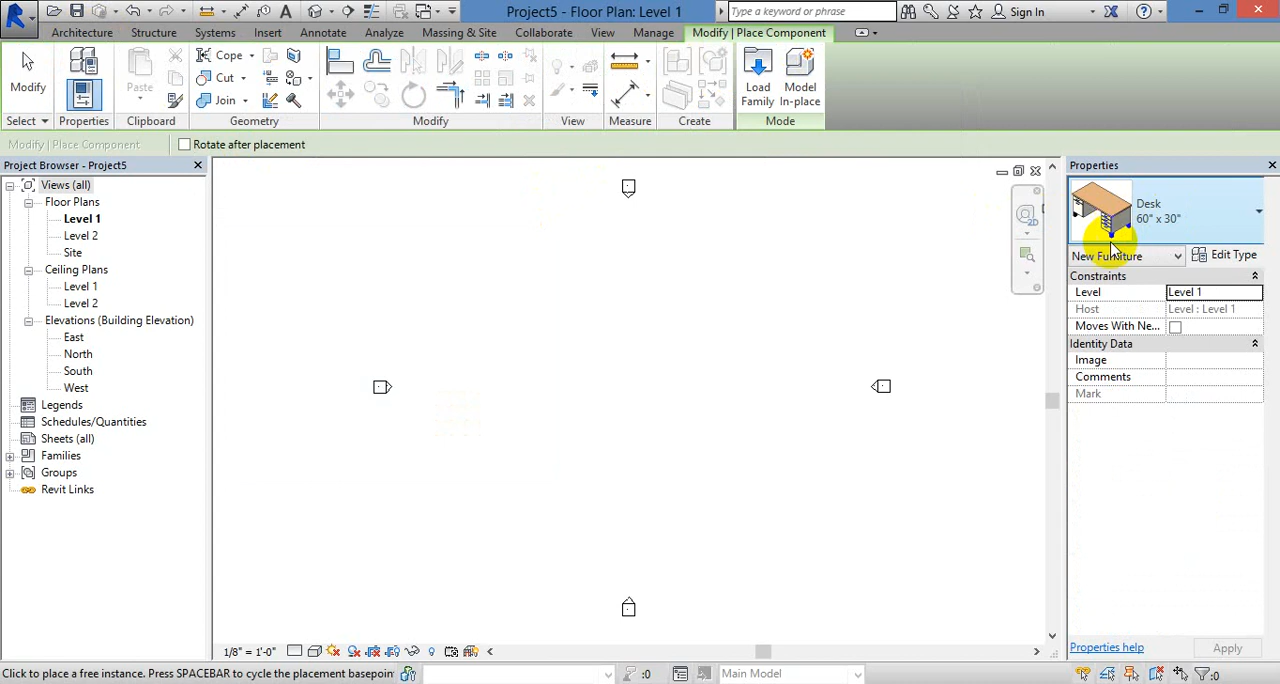 Project5 - Floor Plan: Level 1
Type a keyword or phrase
Sign In
Architecture
Structure
Systems
Insert
Annotate
Analyze
Massing & Site
Collaborate
View
Manage
Modify | Place Component
Modify
Paste
Cope
Cut
Join
Load Family
Model In-place
Select
Properties
Clipboard
Geometry
Modify
View
Measure
Create
Mode
Modify | Place Component
Rotate after placement
Project Browser - Project5
Views (all)
Floor Plans
Level 1
Level 2
Site
Ceiling Plans
Level 1
Level 2
Elevations (Building Elevation)
East
North
South
West
Legends
Schedules/Quantities
Sheets (all)
Families
Groups
Revit Links
2D
Properties
Desk
60" x 30"
New Furniture
Edit Type
Constraints
Level
Level 1
Host
Level : Level 1
Moves With Ne...
Identity Data
Image
Comments
Mark
Properties help
Apply
1/8" = 1'-0"
Click to place a free instance. Press SPACEBAR to cycle the placement basepoin
:0
Main Model
:0